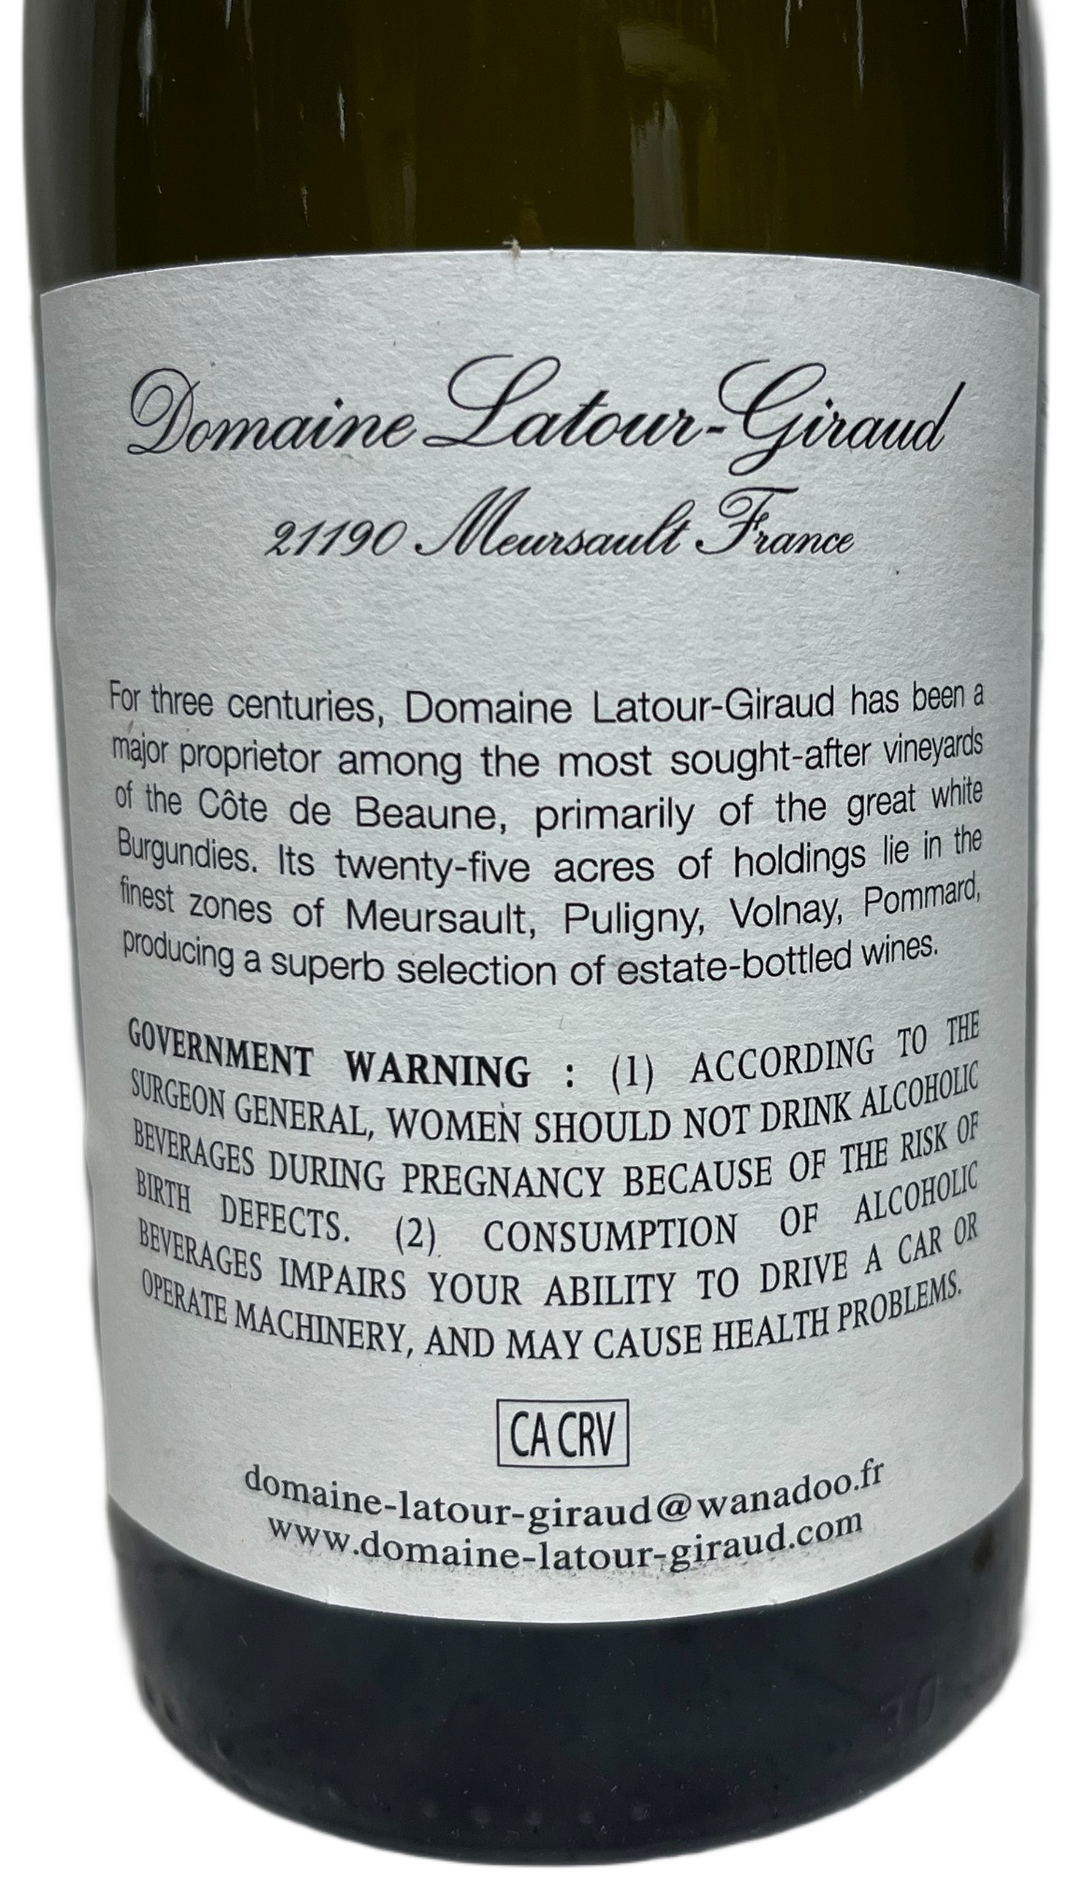 Domaine Latour-Giraud
21190 Meursault France
For three centuries, Domaine Latour-Giraud has been a
major proprietor among the most sought-after vineyards
of the Côte de Beaune, primarily of the great white
Burgundies. Its twenty-five acres of holdings lie in the
finest zones of Meursault, Puligny, Volnay, Pommard,
producing a superb selection of estate-bottled wines.
GOVERNMENT WARNING : (1) ACCORDING TO THE
SURGEON GENERAL, WOMEN SHOULD NOT DRINK ALCOHOLIC
BEVERAGES DURING PREGNANCY BECAUSE OF THE RISK OF
BIRTH DEFECTS. (2) CONSUMPTION OF ALCOHOLIC
BEVERAGES IMPAIRS YOUR ABILITY TO DRIVE A CAR OR
OPERATE MACHINERY, AND MAY CAUSE HEALTH PROBLEMS.
CA CRV
domaine-latour-giraud@wanadoo.fr
www.domaine-latour-giraud.com